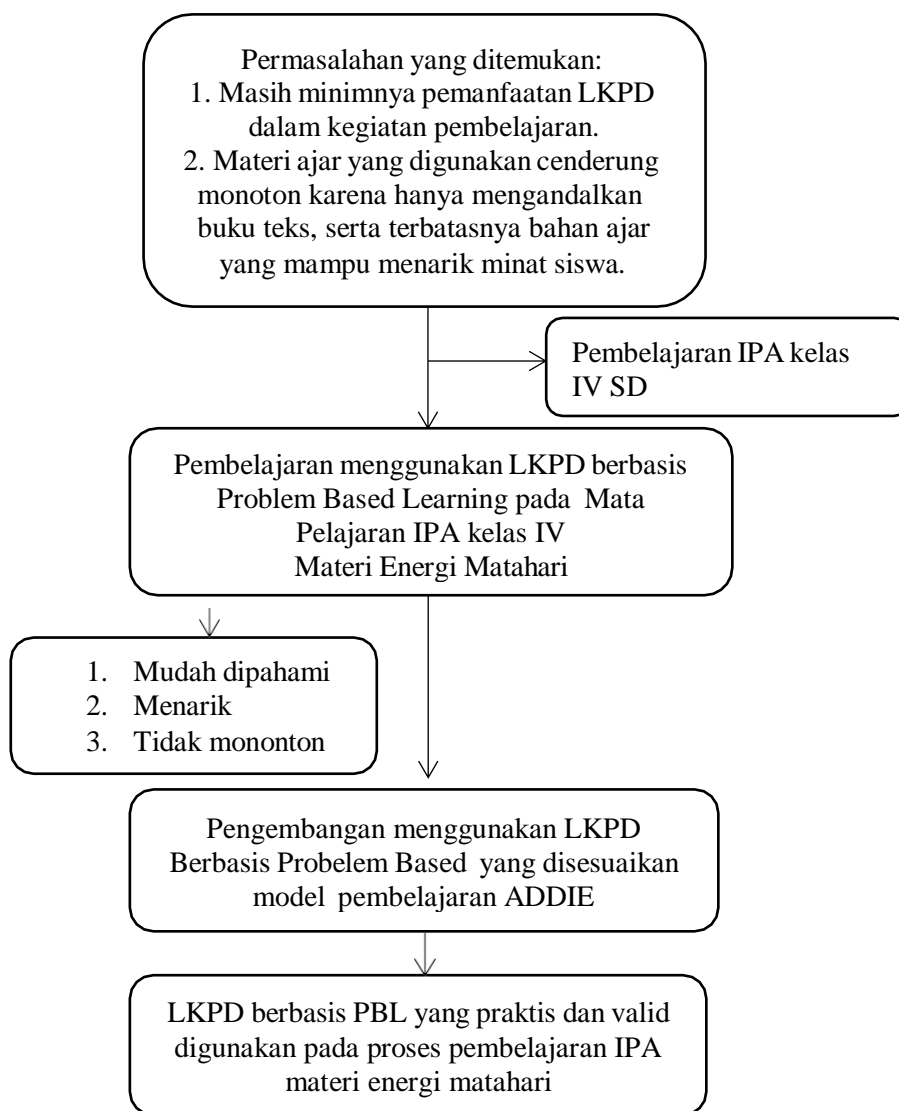 Permasalahan yang ditemukan:
1. Masih minimnya pemanfaatan LKPD
dalam kegiatan pembelajaran.
2. Materi ajar yang digunakan cenderung
monoton karena hanya mengandalkan
buku teks, serta terbatasnya bahan ajar
yang mampu menarik minat siswa.
Pembelajaran IPA kelas
IV SD
Pembelajaran menggunakan LKPD berbasis
Problem Based Learning pada Mata
Pelajaran IPA kelas IV
Materi Energi Matahari
1. Mudah dipahami
2. Menarik
3. Tidak mononton
Pengembangan menggunakan LKPD
Berbasis Probelem Based yang disesuaikan
model pembelajaran ADDIE
LKPD berbasis PBL yang praktis dan valid
digunakan pada proses pembelajaran IPA
materi energi matahari